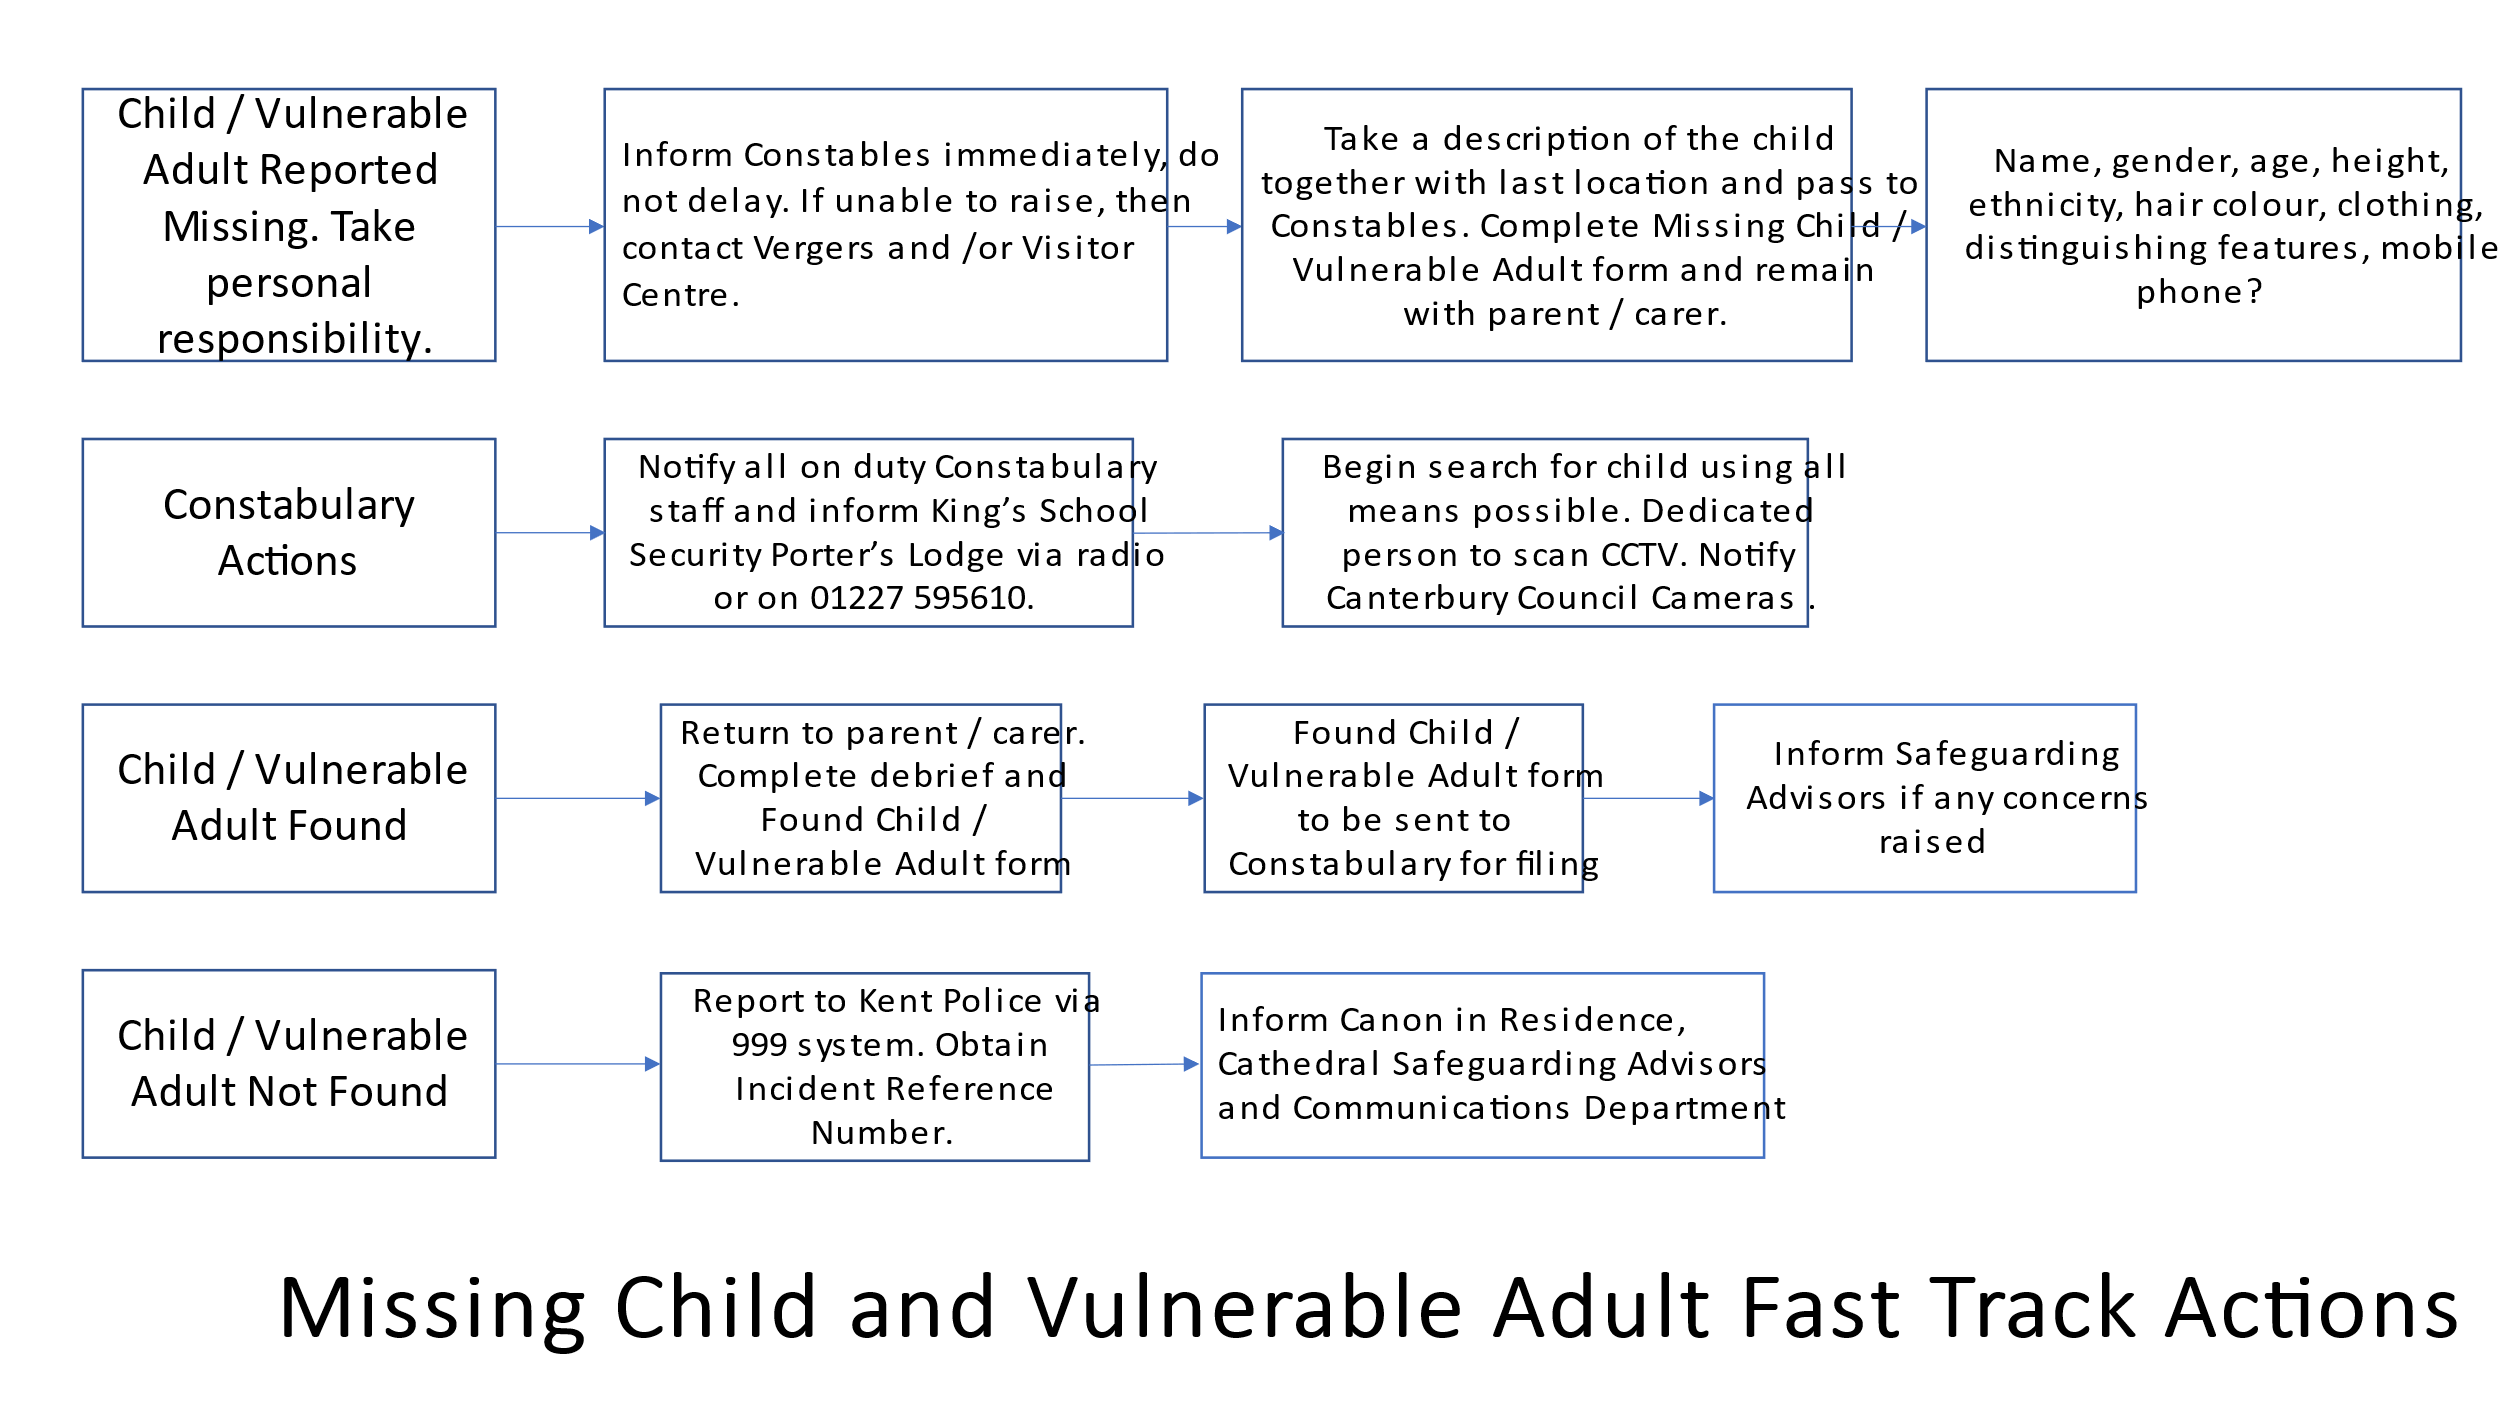 Child / Vulnerable
Adult Reported
Missing. Take
personal
responsibility.
Inform Constables immediately, do
not delay. If unable to raise, then
contact Vergers and /or Visitor
Centre.
Take a description of the child
together with last location and pass to
Constables. Complete Missing Child /
Vulnerable Adult form and remain
with parent / carer.
Name, gender, age, height,
ethnicity, hair colour, clothing,
distinguishing features, mobile
phone?
Constabulary
Actions
Notify all on duty Constabulary
staff and inform King’s School
Security Porter’s Lodge via radio
or on 01227 595610.
Begin search for child using all
means possible. Dedicated
person to scan CCTV. Notify
Canterbury Council Cameras .
Child / Vulnerable
Adult Found
Return to parent / carer.
Complete debrief and
Found Child /
Vulnerable Adult form
Found Child /
Vulnerable Adult form
to be sent to
Constabulary for filing
Inform Safeguarding
Advisors if any concerns
raised
Child / Vulnerable
Adult Not Found
Report to Kent Police via
999 system. Obtain
Incident Reference
Number.
Inform Canon in Residence,
Cathedral Safeguarding Advisors
and Communications Department
Missing Child and Vulnerable Adult Fast Track Actions